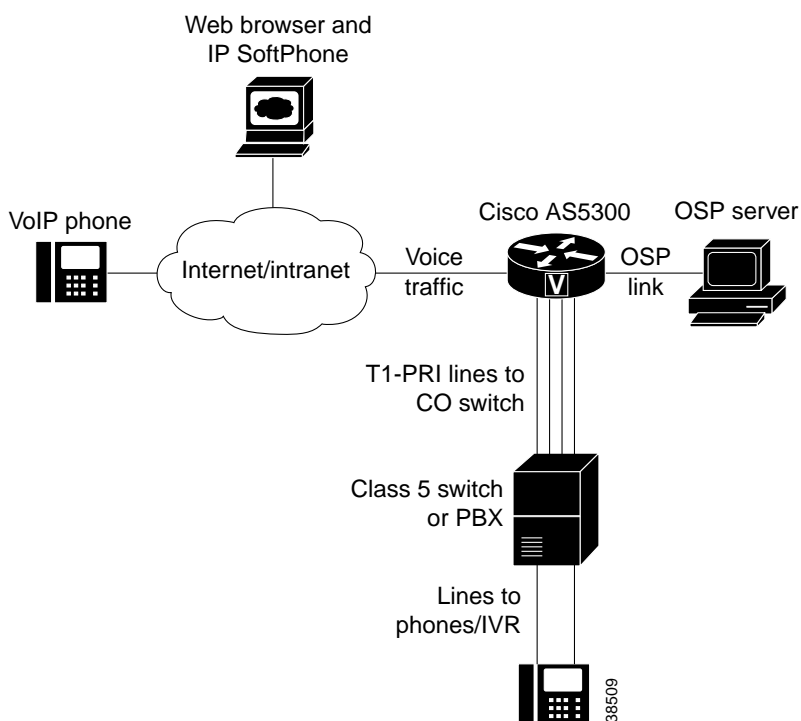 Web browser and
IP SoftPhone
VoIP phone
Internet/intranet
Voice
traffic
Cisco AS5300
V
OSP
link
OSP server
T1-PRI lines to
CO switch
Class 5 switch
or PBX
Lines to
phones/IVR
38509